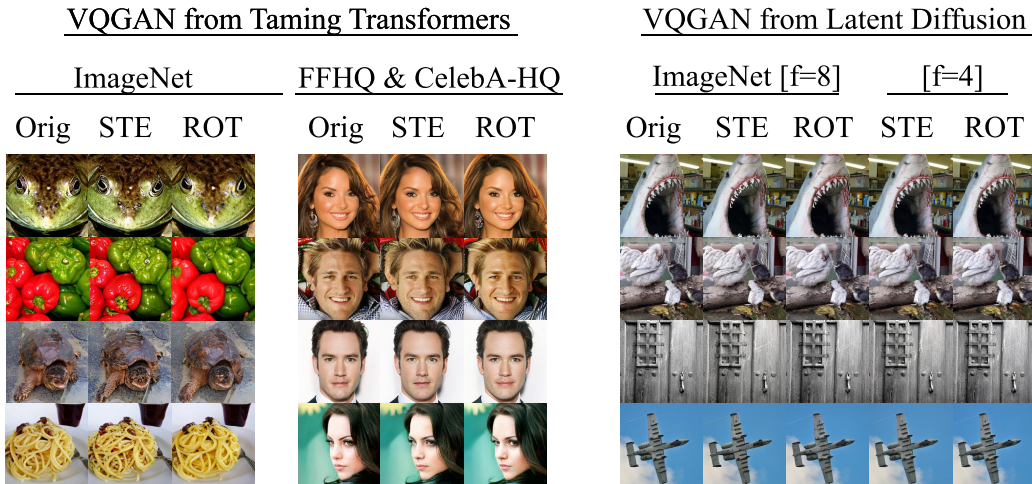 VQGAN from Taming Transformers
VQGAN from Latent Diffusion
ImageNet
FFHQ & CelebA-HQ
ImageNet [f=8]
[f=4]
Orig STE ROT
Orig STE ROT
Orig STE ROT STE ROT